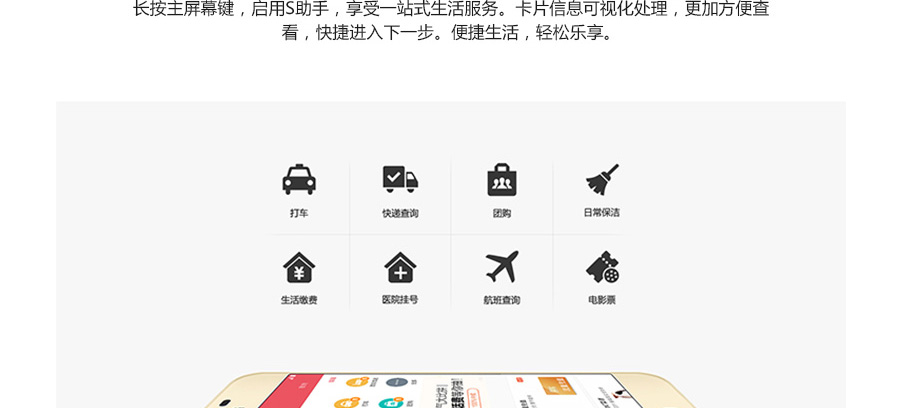 长按主屏幕键，启用S助手，享受一站式生活服务。卡片信息可视化处理，更加方便查
看，快捷进入下一步。便捷生活，轻松乐享。
打车
快递查询
团购
日常保洁
生活缴费
医院挂号
航班查询
电影票